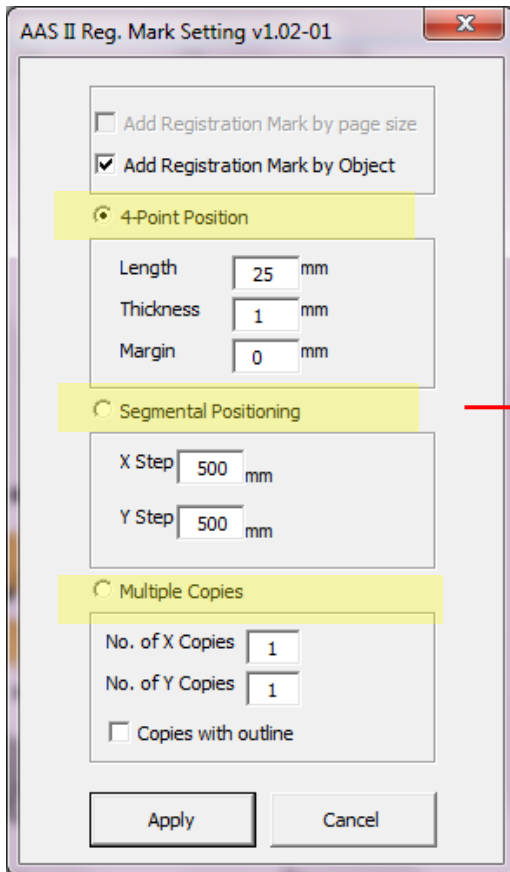 AAS II Reg. Mark Setting v1.02-01
Add Registration Mark by page size
Add Registration Mark by Object
4-Point Position
Length 25 mm
Thickness 1 mm
Margin 0 mm
Segmental Positioning
X Step 500 mm
Y Step 500 mm
Multiple Copies
No. of X Copies 1
No. of Y Copies 1
Copies with outline
Apply Cancel